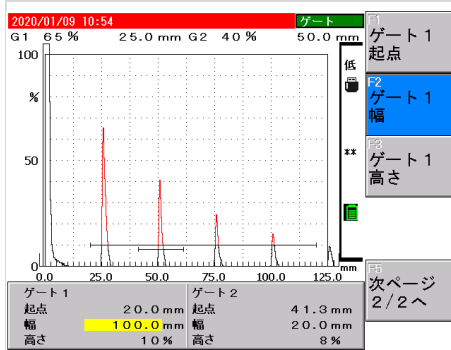 2020/01/09 10:54 ゲート
G1 65% 25.0mm G2 40% 50.0mm
100
%
50
0
0.0 25.0 50.0 75.0 100.0 125.0 mm
低
**
F1
ゲート1
起点
F2
ゲート1
幅
F3
ゲート1
高さ
F5
次ページ
2/2へ
ゲート1 ゲート2
起点 20.0mm 起点 41.3mm
幅 100.0mm 幅 20.0mm
高さ 10% 高さ 8%